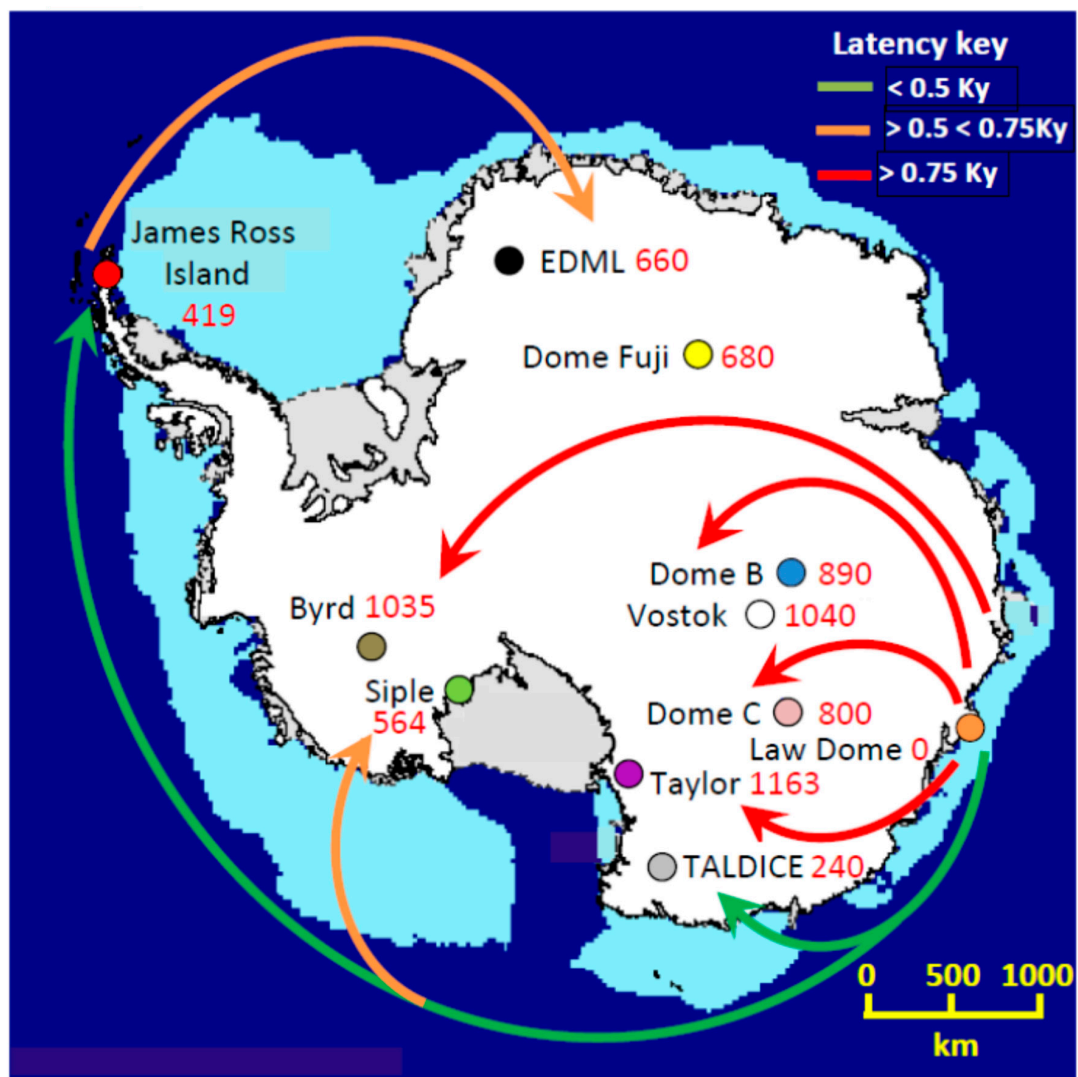 Latency key
< 0.5 Ky
> 0.5 < 0.75Ky
> 0.75 Ky
James Ross
Island
419
EDML 660
Dome Fuji 680
Dome B 890
Vostok 1040
Byrd 1035
Siple
564
Dome C 800
Law Dome 0
Taylor 1163
TALDICE 240
0 500 1000
km